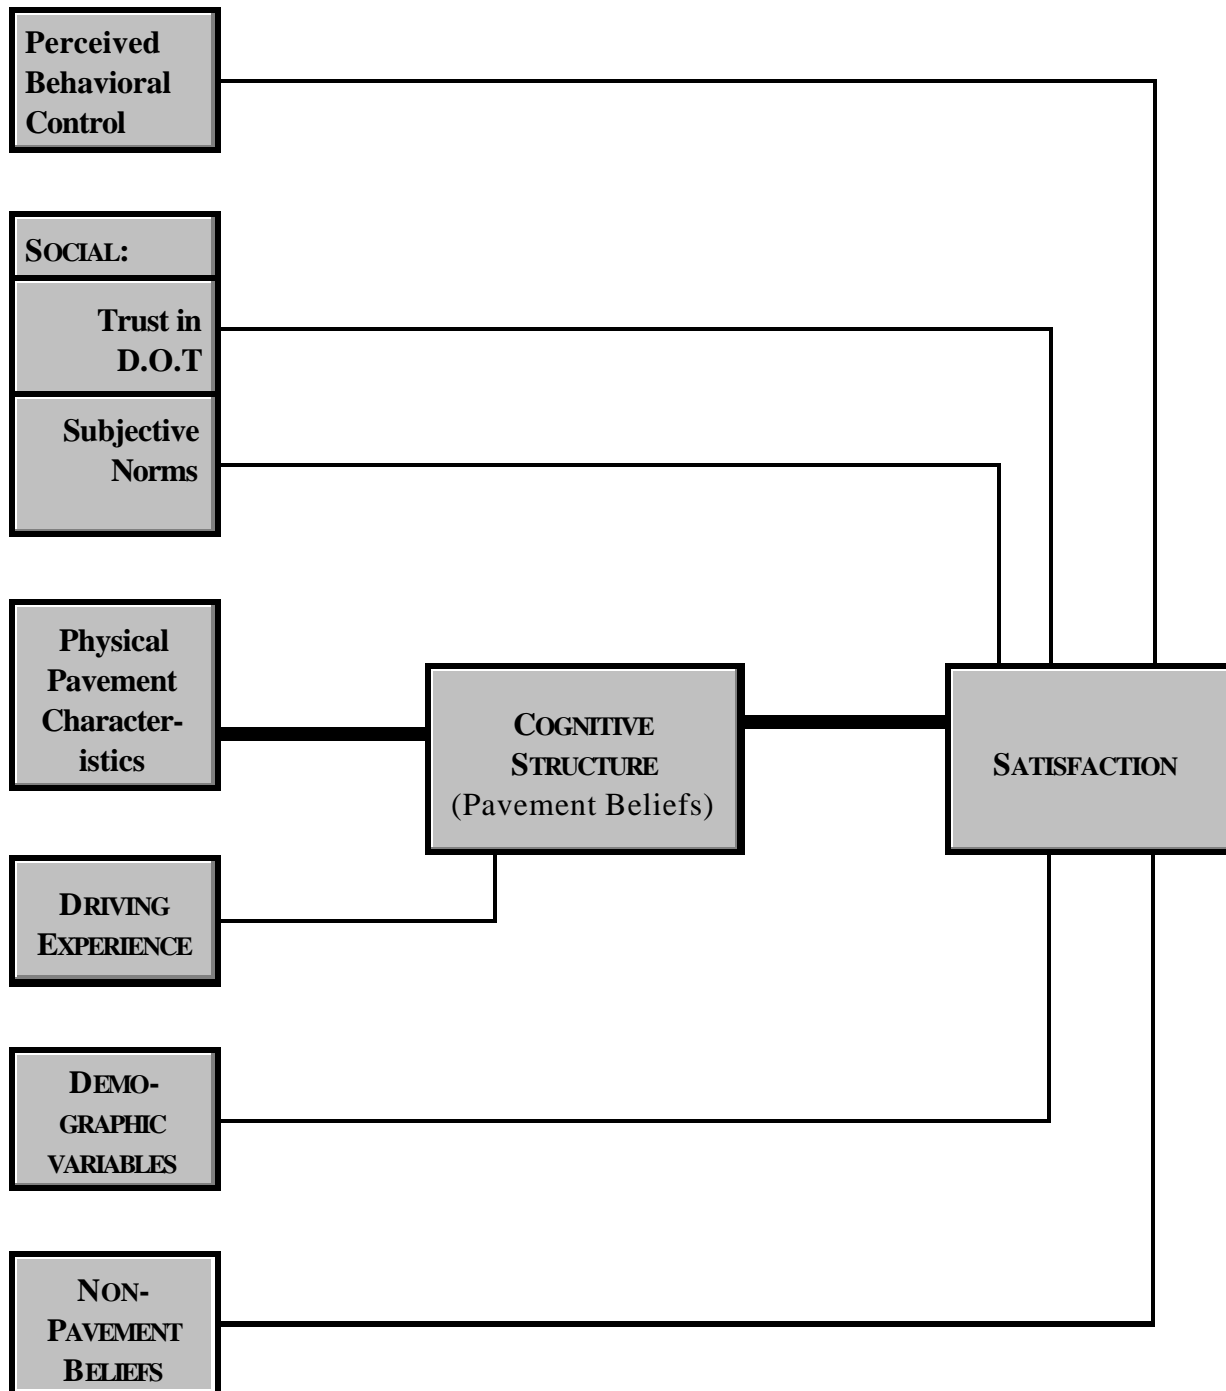 Perceived
Behavioral
Control
SOCIAL:
Trust in
D.O.T
Subjective
Norms
Physical
Pavement
Character-
istics
COGNITIVE
STRUCTURE
(Pavement Beliefs)
SATISFACTION
DRIVING
EXPERIENCE
DEMO-
GRAPHIC
VARIABLES
NON-
PAVEMENT
BELIEFS